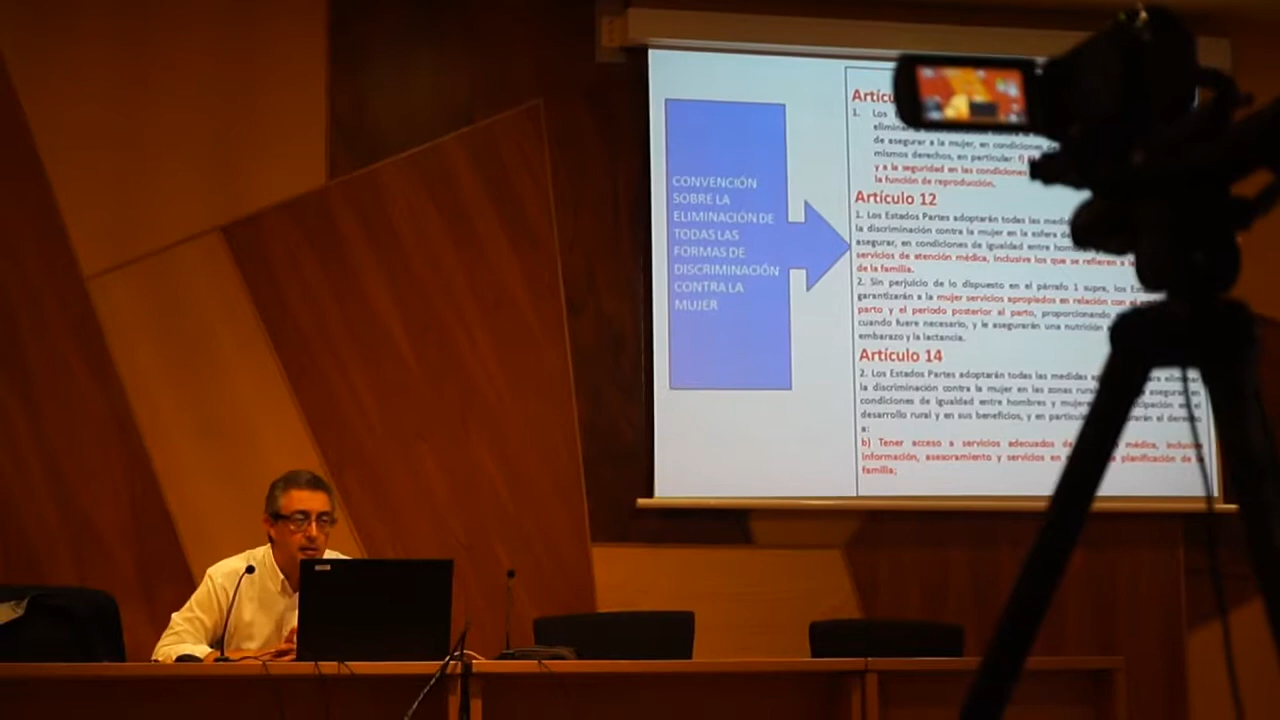 CONVENCIÓN
SOBRE LA
ELIMINACIÓN DE
TODAS LAS
FORMAS DE
DISCRIMINACIÓN
CONTRA LA
MUJER
1. Los
de asegurar a la mujer, en condiciones de
mismos derechos, en particular: f)
y a la seguridad en las condiciones
la función de reproducción.
Artículo 12
1. Los Estados Partes adoptarán todas las
la discriminación contra la mujer en la esfera de
asegurar, en condiciones de igualdad entre
servicios de atención médica, inclusive los que se refieren a
de la familia.
2. Sin perjuicio de lo dispuesto en el párrafo 1 supra, los
garantizarán a la mujer servicios apropiados en relación con el
parto y el período posterior al parto, proporcionando
cuando fuere necesario, y le asegurarán una nutrición
embarazo y la lactancia.
Artículo 14
2. Los Estados Partes adoptarán todas las medidas
la discriminación contra la mujer en las zonas
condiciones de igualdad entre hombres y
desarrollo rural y en sus beneficios, y en
a:
b) Tener acceso a servicios adecuados de médica,
información, asesoramiento y servicios en planificación de
familia;